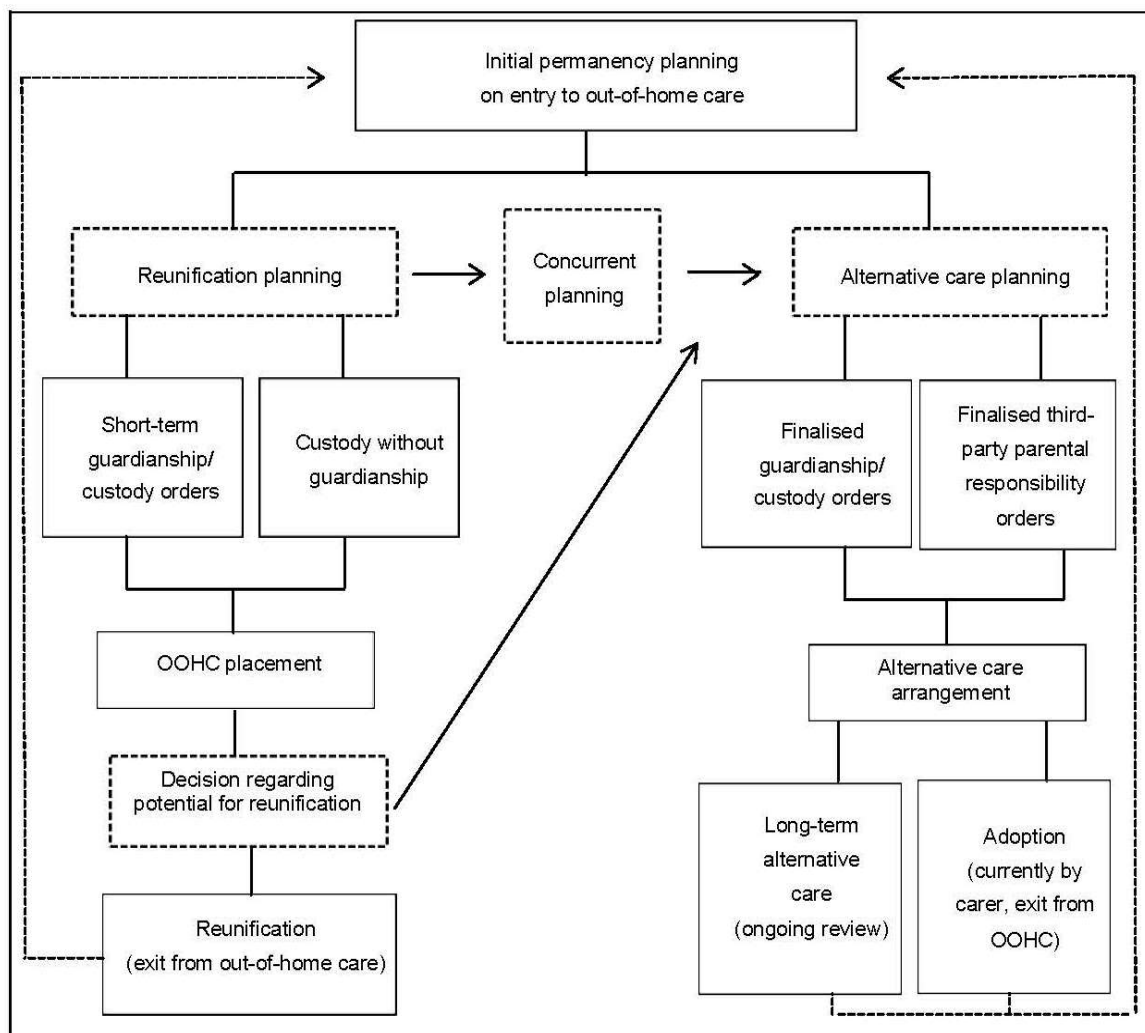 Initial permanency planning
on entry to out-of-home care
Reunification planning
Concurrent
planning
Alternative care planning
Short-term
guardianship/
custody orders
Custody without
guardianship
Finalised
guardianship/
custody orders
Finalised third-
party parental
responsibility
orders
OOHC placement
Alternative care
arrangement
Decision regarding
potential for reunification
Long-term
alternative
care
(ongoing review)
Adoption
(currently by
carer, exit from
OOHC)
Reunification
(exit from out-of-home care)